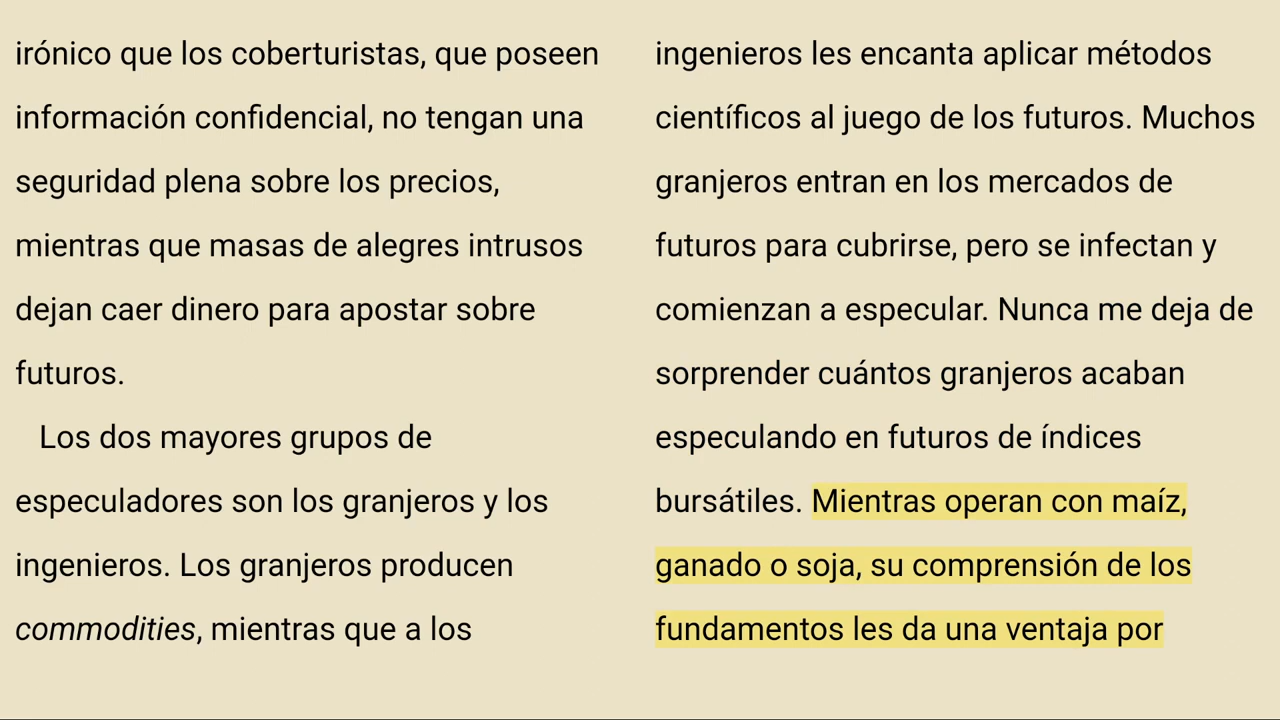 irónico que los coberturistas, que poseen
información confidencial, no tengan una
seguridad plena sobre los precios,
mientras que masas de alegres intrusos
dejan caer dinero para apostar sobre
futuros.
Los dos mayores grupos de
especuladores son los granjeros y los
ingenieros. Los granjeros producen
commodities, mientras que a los
ingenieros les encanta aplicar métodos
científicos al juego de los futuros. Muchos
granjeros entran en los mercados de
futuros para cubrirse, pero se infectan y
comienzan a especular. Nunca me deja de
sorprender cuántos granjeros acaban
especulando en futuros de índices
bursátiles. Mientras operan con maíz,
ganado o soja, su comprensión de los
fundamentos les da una ventaja por